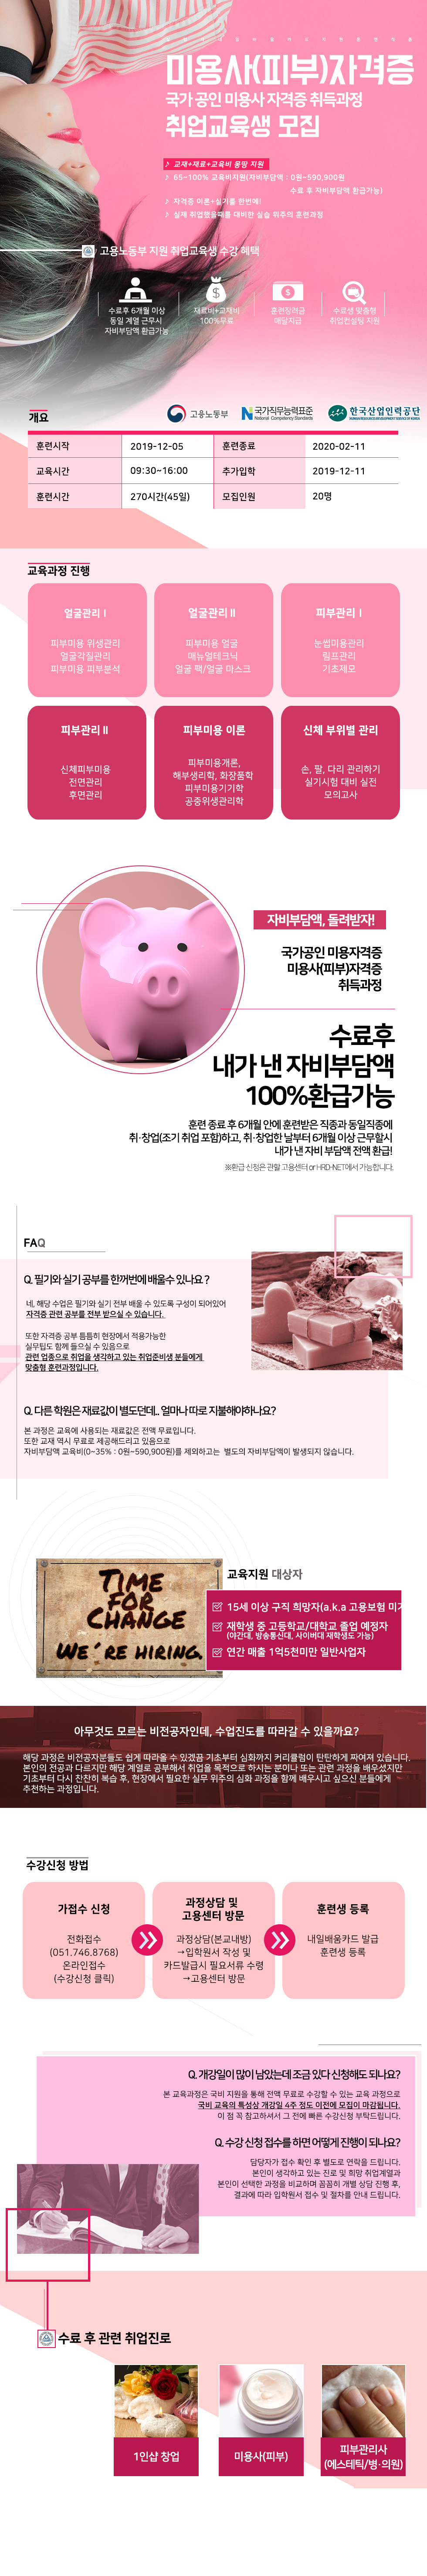 미용사(피부)자격증
국가 공인 미용사 자격증 취득과정
취업교육생 모집
♪ 교재+재료+교육비 몽땅 지원
♪ 65~100% 교육비지원(자비부담액 : 0원~590,900원
수료 후 자비부담액 환급가능)
♪ 자격증 이론+실기를 한번에!
♪ 실제 취업했을때를 대비한 실습 위주의 훈련과정
고용노동부 지원 취업교육생 수강 혜택
수료후 6개월 이상
동일 계열 근무시
자비부담액 환급가능
재료비+교재비
100%무료
훈련장려금
매달지급
수료생 맞춤형
취업컨설팅 지원
개요
고용노동부
국가직무능력표준
National Competency Standards
한국산업인력공단
HUMAN RESOURCES DEVELOPMENT SERVICE OF KOREA
훈련시작 2019-12-05 훈련종료 2020-02-11
교육시간 09:30~16:00 추가입학 2019-12-11
훈련시간 270시간(45일) 모집인원 20명
교육과정 진행
얼굴관리 I
피부미용 위생관리
얼굴각질관리
피부미용 피부분석
얼굴관리 II
피부미용 얼굴
매뉴얼테크닉
얼굴 팩/얼굴 마스크
피부관리 I
눈썹미용관리
림프관리
기초제모
피부관리 II
신체피부미용
전면관리
후면관리
피부미용 이론
피부미용개론,
해부생리학, 화장품학
피부미용기기학
공중위생관리학
신체 부위별 관리
손, 팔, 다리 관리하기
실기시험 대비 실전
모의고사
자비부담액, 돌려받자!
국가공인 미용자격증
미용사(피부)자격증
취득과정
수료후
내가 낸 자비부담액
100%환급가능
훈련 종료 후 6개월 안에 훈련받은 직종과 동일직종에
취·창업(조기 취업 포함)하고, 취·창업한 날부터 6개월 이상 근무할시
내가 낸 자비 부담액 전액 환급!
※환급 신청은 관할 고용센터 or HRD-NET에서 가능합니다.
FAQ
Q. 필기와 실기 공부를 한꺼번에 배울수 있나요 ?
네, 해당 수업은 필기와 실기 전부 배울 수 있도록 구성이 되어있어
자격증 관련 공부를 전부 받으실 수 있습니다.
또한 자격증 공부 틈틈히 현장에서 적용가능한
실무팁도 함께 들으실 수 있음으로
관련 업종으로 취업을 생각하고 있는 취업준비생 분들에게
맞춤형 훈련과정입니다.
Q. 다른 학원은 재료값이 별도던데.. 얼마나 따로 지불해야하나요?
본 과정은 교육에 사용되는 재료값은 전액 무료입니다.
또한 교재 역시 무료로 제공해드리고 있음으로
자비부담액 교육비(0~35% : 0원~590,900원)를 제외하고는 별도의 자비부담액이 발생되지 않습니다.
TIME
FOR
CHANGE
WE'RE HIRING.
교육지원 대상자
15세 이상 구직 희망자(a.k.a 고용보험 미가
재학생 중 고등학교/대학교 졸업 예정자
(야간대, 방송통신대, 사이버대 재학생도 가능)
연간 매출 1억5천미만 일반사업자
아무것도 모르는 비전공자인데, 수업진도를 따라갈 수 있을까요?
해당 과정은 비전공자분들도 쉽게 따라올 수 있겠끔 기초부터 심화까지 커리큘럼이 탄탄하게 짜여져 있습니다.
본인의 전공과 다르지만 해당 계열로 공부해서 취업을 목적으로 하시는 분이나 또는 관련 과정을 배우셨지만
기초부터 다시 찬찬히 복습 후, 현장에서 필요한 실무 위주의 심화 과정을 함께 배우시고 싶으신 분들에게
추천하는 과정입니다.
수강신청 방법
가접수 신청
전화접수
(051.746.8768)
온라인접수
(수강신청 클릭)
과정상담 및
고용센터 방문
과정상담(본교내방)
→입학원서 작성 및
카드발급시 필요서류 수령
→고용센터 방문
훈련생 등록
내일배움카드 발급
훈련생 등록
Q. 개강일이 많이 남았는데 조금 있다 신청해도 되나요?
본 교육과정은 국비 지원을 통해 전액 무료로 수강할 수 있는 교육 과정으로
국비 교육의 특성상 개강일 4주 정도 이전에 모집이 마감됩니다.
이 점 꼭 참고하셔서 그 전에 빠른 수강신청 부탁드립니다.
Q. 수강 신청 접수를 하면 어떻게 진행이 되나요?
담당자가 접수 확인 후 별도로 연락을 드립니다.
본인이 생각하고 있는 진로 및 희망 취업계열과
본인이 선택한 과정을 비교하며 꼼꼼히 개별 상담 진행 후,
결과에 따라 입학원서 접수 및 절차를 안내 드립니다.
수료 후 관련 취업진로
1인샵 창업
미용사(피부)
피부관리사
(에스테틱/병·의원)